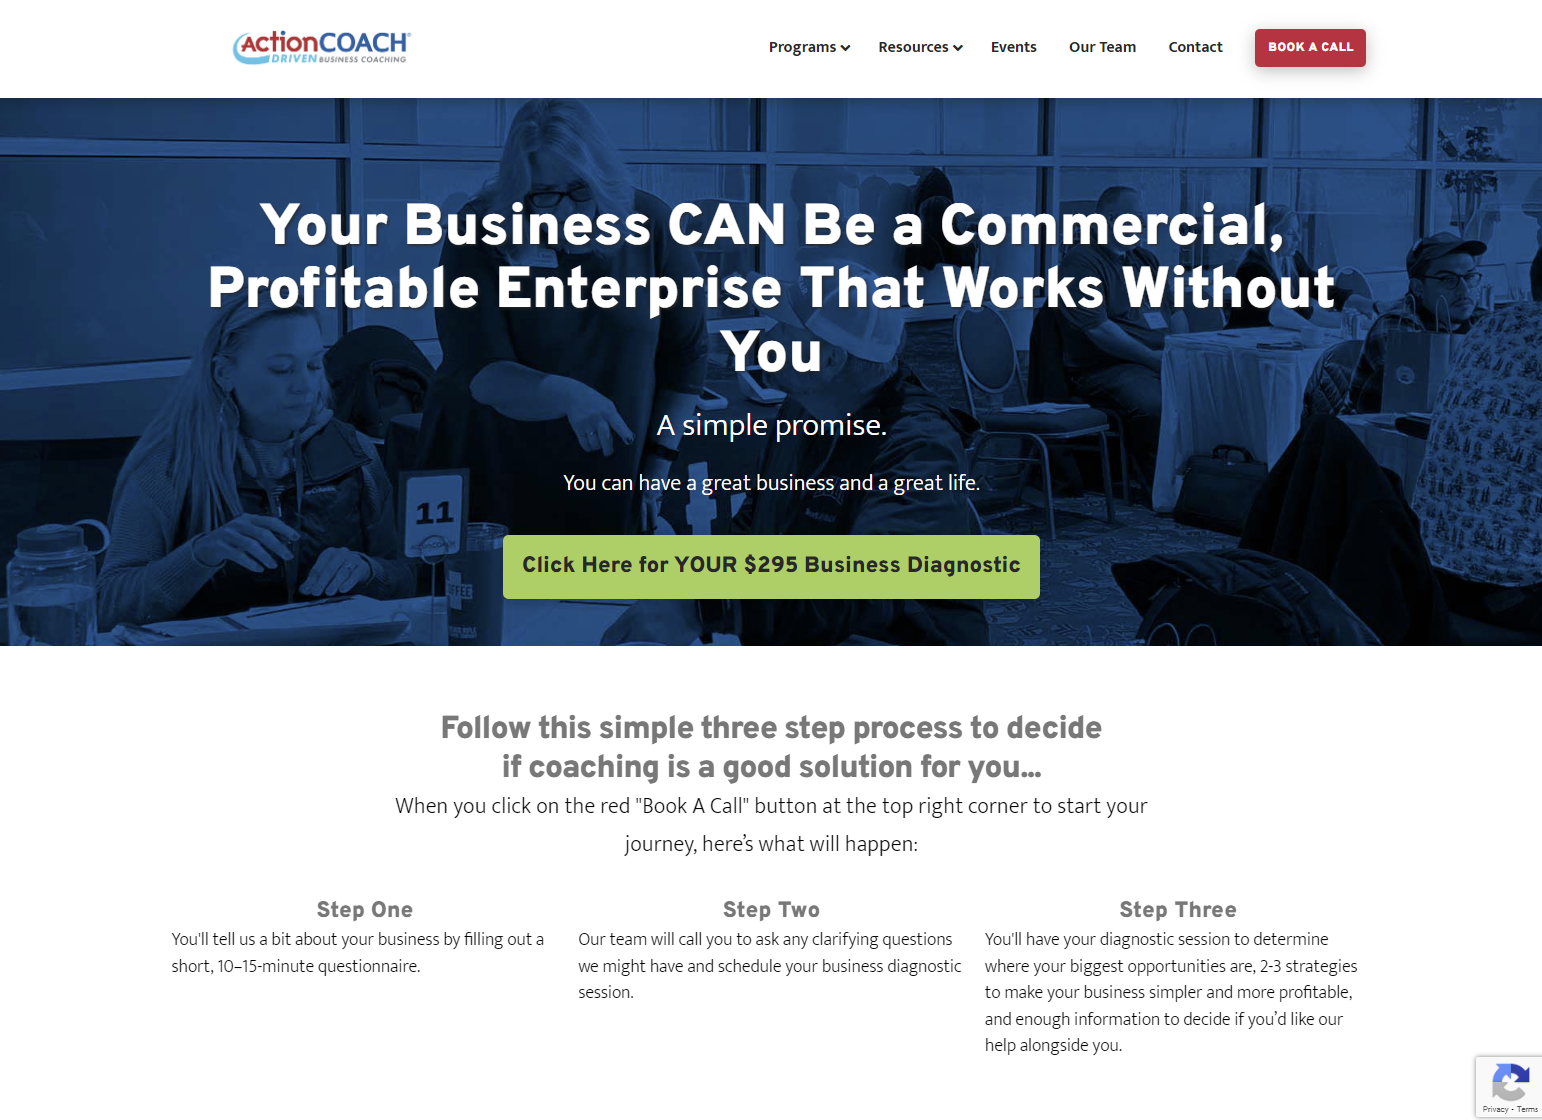 ActionCOACH
DRIVEN BUSINESS COACHING
Programs
Resources
Events
Our Team
Contact
BOOK A CALL
Your Business CAN Be a Commercial,
Profitable Enterprise That Works Without
You
A simple promise.
You can have a great business and a great life.
11
Click Here for YOUR $295 Business Diagnostic
Follow this simple three step process to decide
if coaching is a good solution for you...
When you click on the red "Book A Call" button at the top right corner to start your
journey, here’s what will happen:
Step One
You'll tell us a bit about your business by filling out a
short, 10–15-minute questionnaire.
Step Two
Our team will call you to ask any clarifying questions
we might have and schedule your business diagnostic
session.
Step Three
You'll have your diagnostic session to determine
where your biggest opportunities are, 2-3 strategies
to make your business simpler and more profitable,
and enough information to decide if you’d like our
help alongside you.
Privacy - Terms